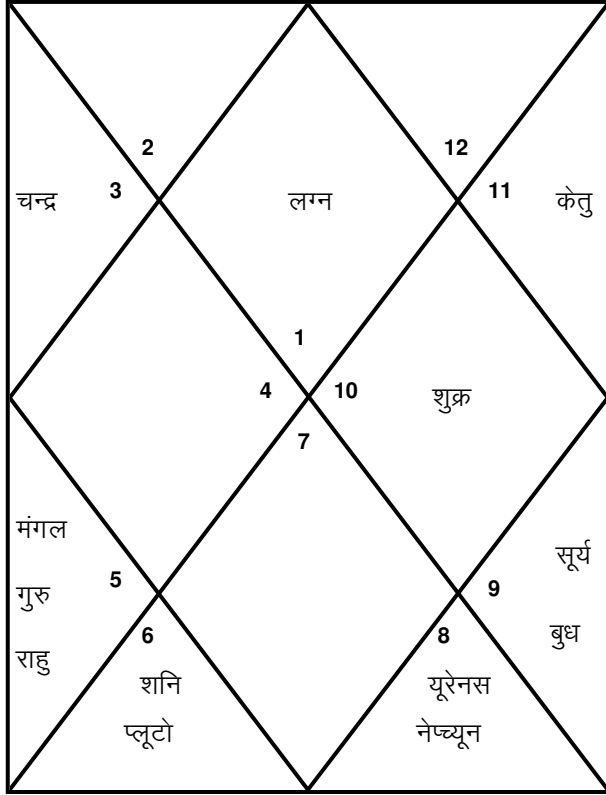 2
12
चन्द्र
3
लग्न
11
केतु
1
4
10
शुक्र
7
मंगल
सूर्य
5
9
गुरु
बुध
6
8
राहु
शनि
यूरेनस
प्लूटो
नेप्च्यून